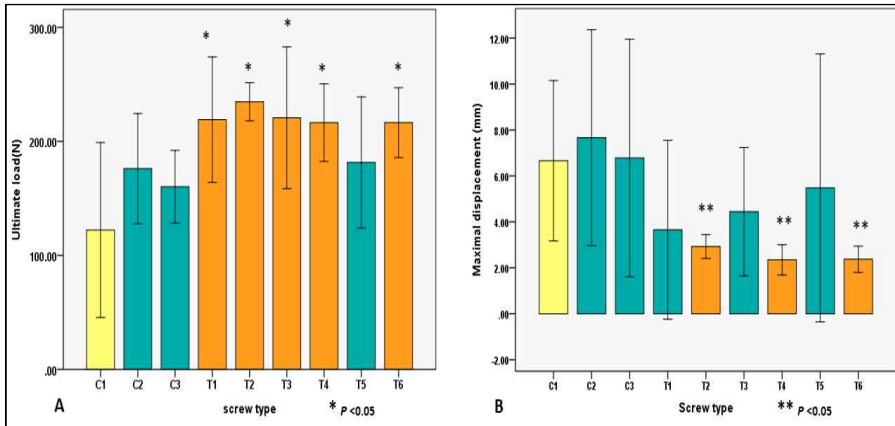 300.00
200.00
100.00
.00
Ultimate load(N)
* * * * *
C1 C2 C3 T1 T2 T3 T4 T5 T6
A screw type * P <0.05
12.00
10.00
8.00
6.00
4.00
2.00
.00
-2.00
Maximal displacement (mm)
** ** **
C1 C2 C3 T1 T2 T3 T4 T5 T6
B Screw type ** P <0.05